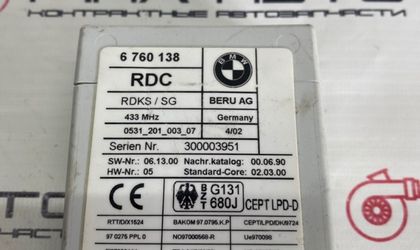 КОНТРАКТНЫЕ АВТОЗАПЧАСТИ
6 760 138
BMW
RDC
RDKS / SG
BERU AG
433 MHz
Germany
0531_201_003_07
4/02
Serien Nr.
300003951
SW-Nr.: 06.13.00
Nachr.katalog: 00.06.90
HW-Nr.: 05
Standard-Core: 02.03.00
CE
BZT
G131
680J
CEPT LPD-D
RTT/D/X1524
BAKOM 97.0795.K.P
CEPT/LPD/DK/9724
97 0275 PPL 0
NO97000568-R
Ue970098